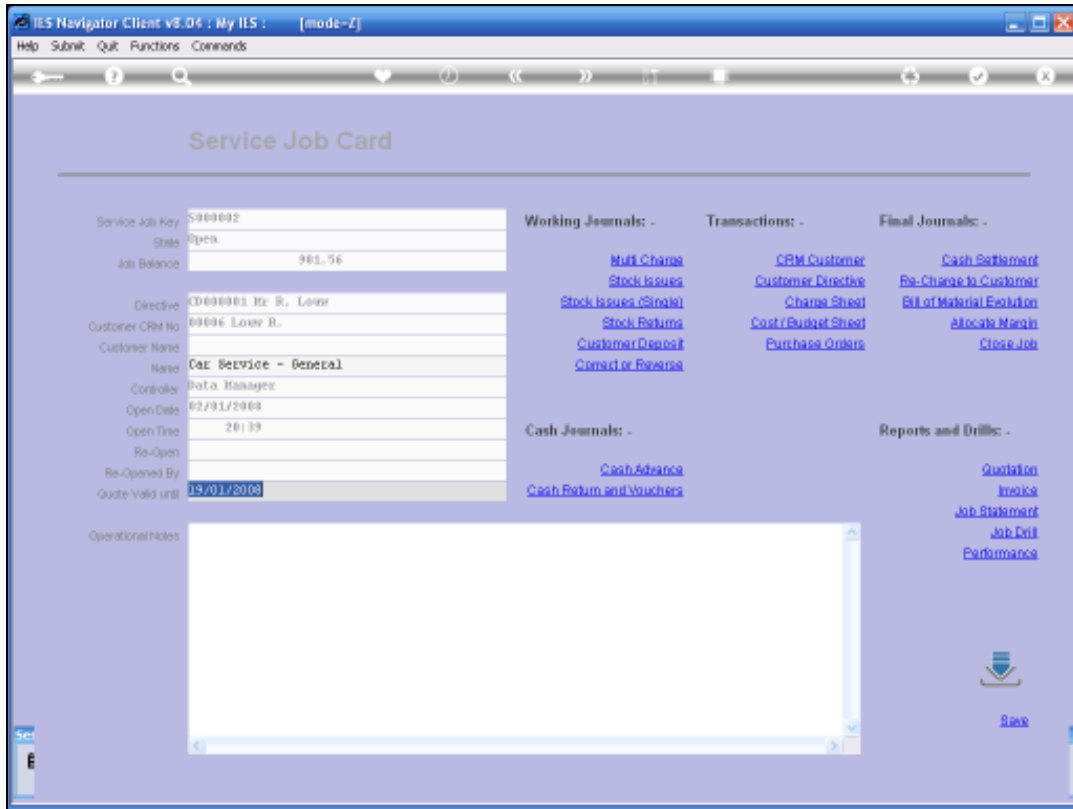 IES Navigator Client v8.04 : My IES : [mode-Z]
Help Submit Quit Functions Commands
Service Job Card
Service Job Key S000002
State Open
Job Balance 901.56
Directive CD000001 Mr R. Louw
Customer CRM No 00006 Louw R.
Customer Name
Name Car Service - General
Controller Data Manager
Open Date 02/01/2008
Open Time 20:39
Re-Open
Re-Opened By
Quote Valid until 19/01/2008
Operational Notes
Working Journals: -
Multi Charge
Stock Issues
Stock Issues (Single)
Stock Returns
Customer Deposit
Correct or Reverse
Transactions: -
CRM Customer
Customer Directive
Charge Sheet
Cost / Budget Sheet
Purchase Orders
Final Journals: -
Cash Settlement
Re-Charge to Customer
Bill of Material Evolution
Allocate Margin
Close Job
Cash Journals: -
Cash Advance
Cash Return and Vouchers
Reports and Drills: -
Quotation
Invoice
Job Statement
Job Drill
Performance
Save